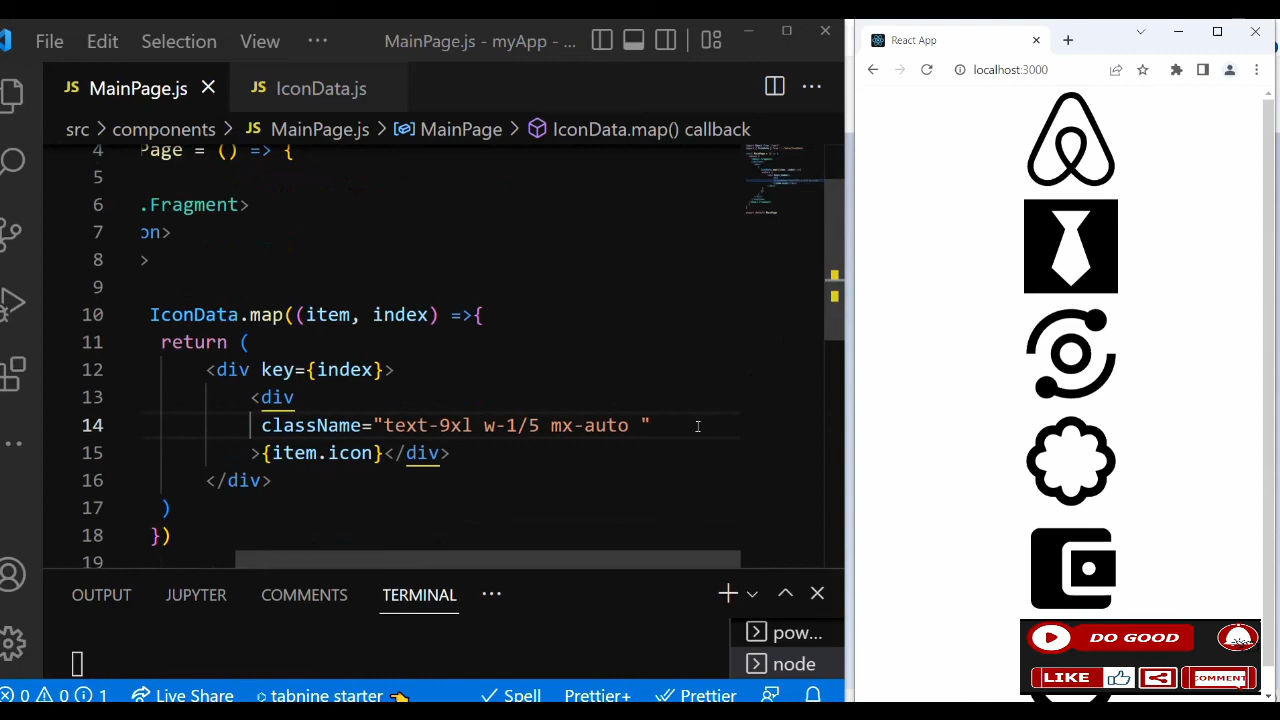 File Edit Selection View ··· MainPage.js - myApp - ...
MainPage.js
IconData.js
src > components > MainPage.js > MainPage > IconData.map() callback
4 Page = () => {
5
6 .Fragment>
7 on>
8 >
9
10 IconData.map((item, index) =>{
11 return (
12 <div key={index}>
13 <div
14 className="text-9xl w-1/5 mx-auto "
15 >{item.icon}</div>
16 </div>
17 )
18 })
19
OUTPUT JUPYTER COMMENTS TERMINAL ···
pow...
node
0 0 1 Live Share tabnine starter Spell Prettier+ Prettier
React App
localhost:3000
DO GOOD
LIKE COMMENT